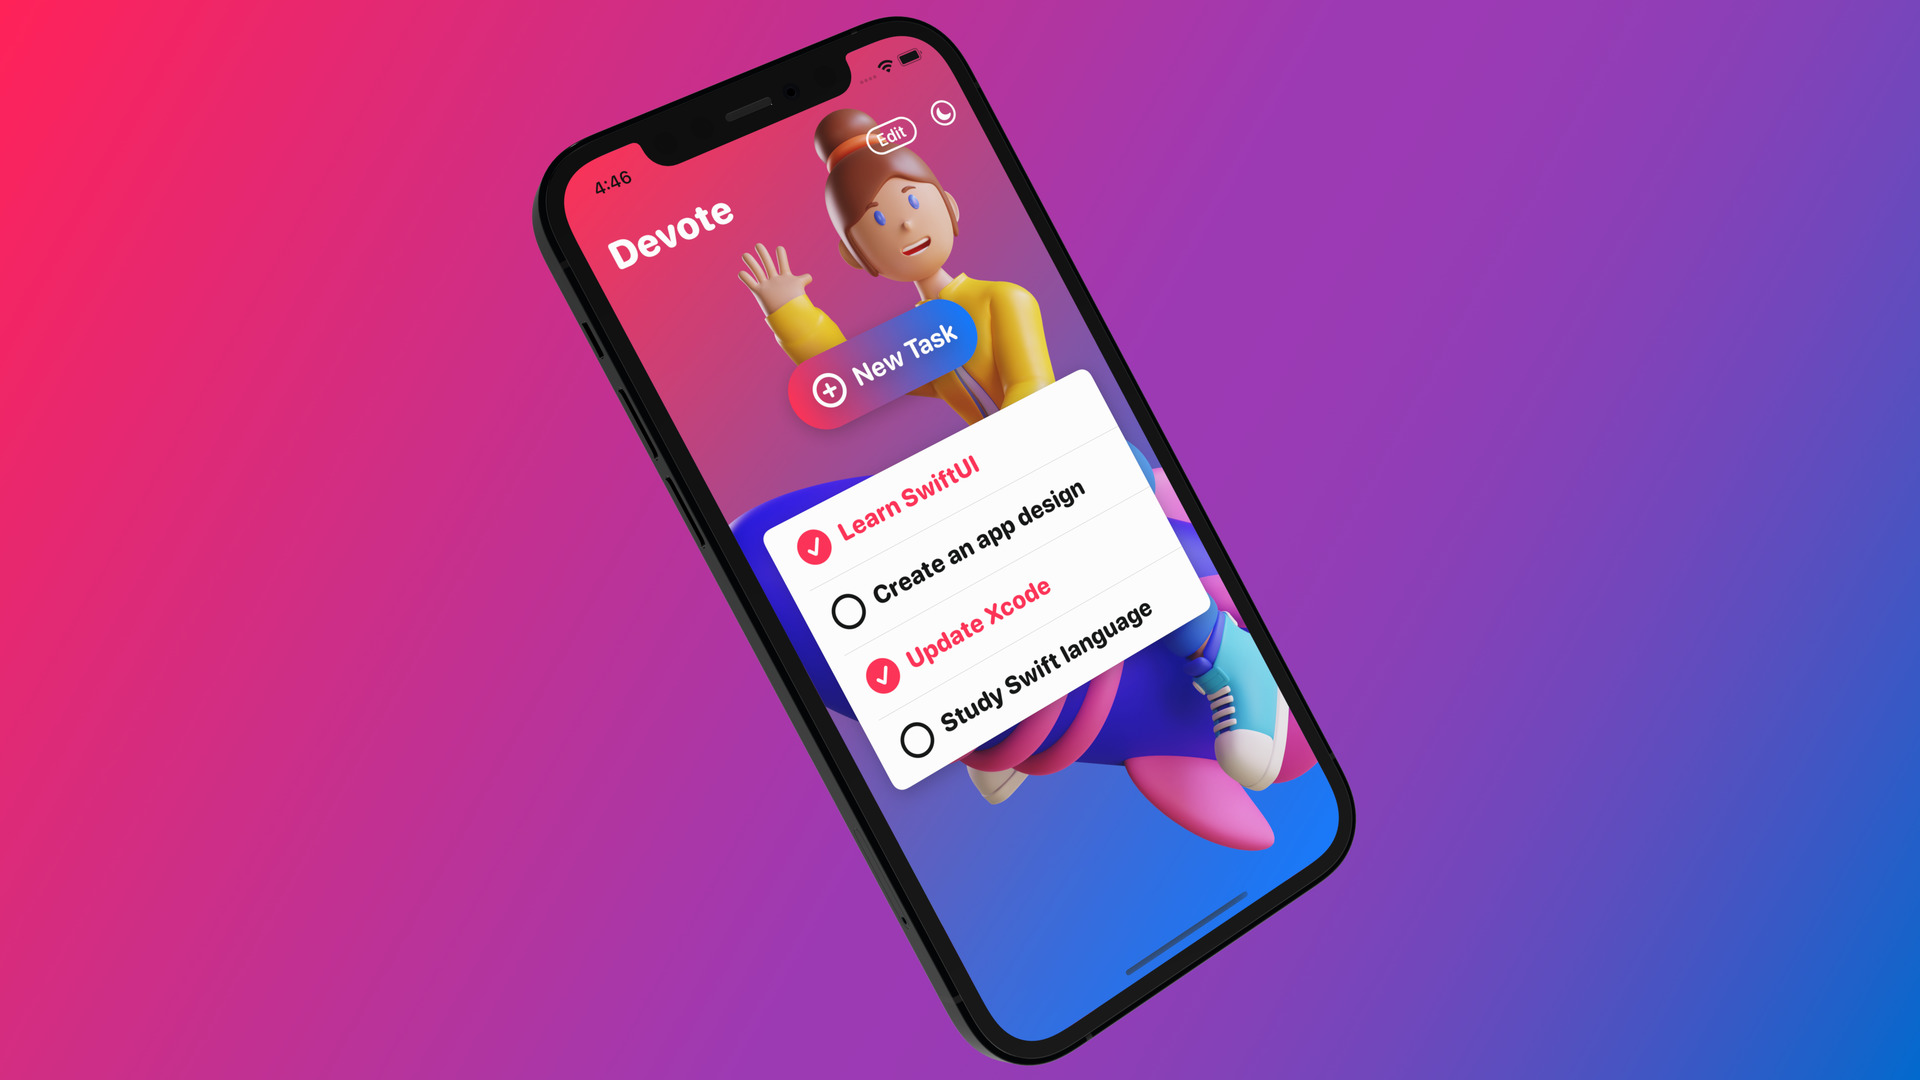 4:46
Edit
Devote
New Task
Learn SwiftUI
Create an app design
Update Xcode
Study Swift language